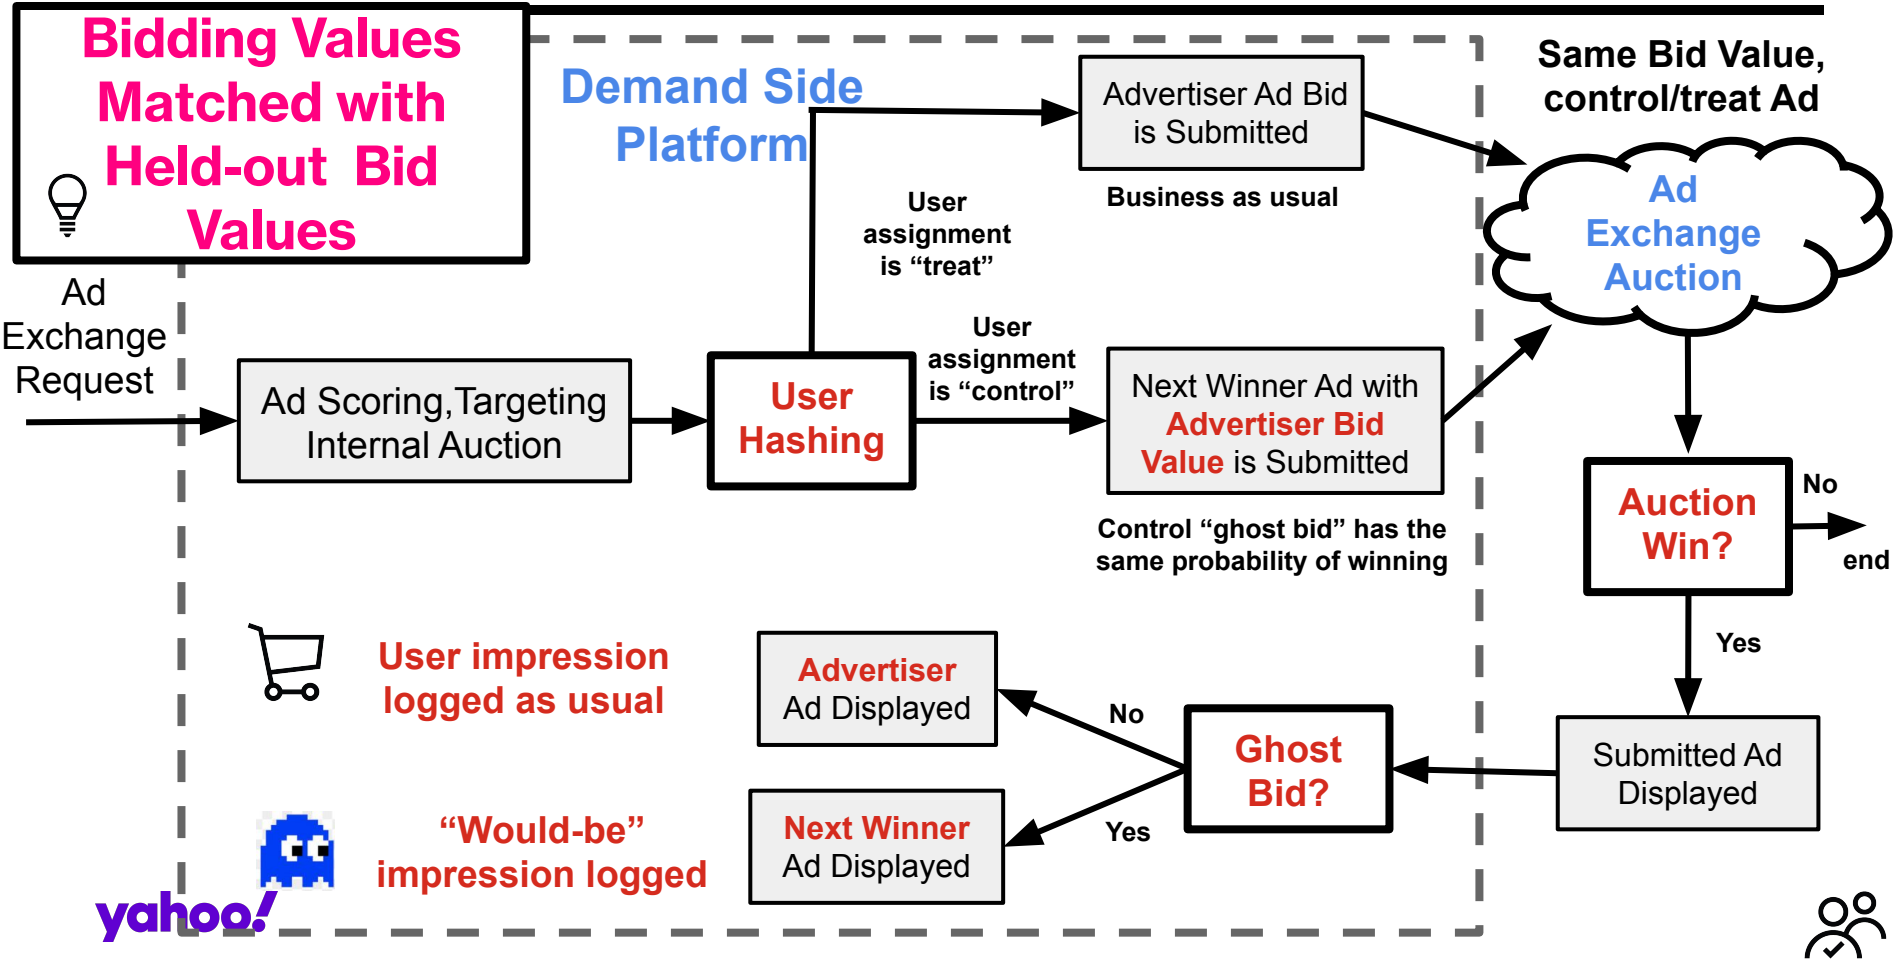 Bidding Values
Matched with
Held-out Bid
Values
Demand Side
Platform
Same Bid Value,
control/treat Ad
Advertiser Ad Bid
is Submitted
Business as usual
User
assignment
is “treat”
Ad
Exchange
Auction
Ad
Exchange
Request
Ad Scoring,Targeting
Internal Auction
User
Hashing
User
assignment
is “control”
Next Winner Ad with
Advertiser Bid
Value is Submitted
Control “ghost bid” has the
same probability of winning
Auction
Win?
No
end
Yes
Submitted Ad
Displayed
Ghost
Bid?
No
Yes
Advertiser
Ad Displayed
Next Winner
Ad Displayed
User impression
logged as usual
“Would-be”
impression logged
yahoo!